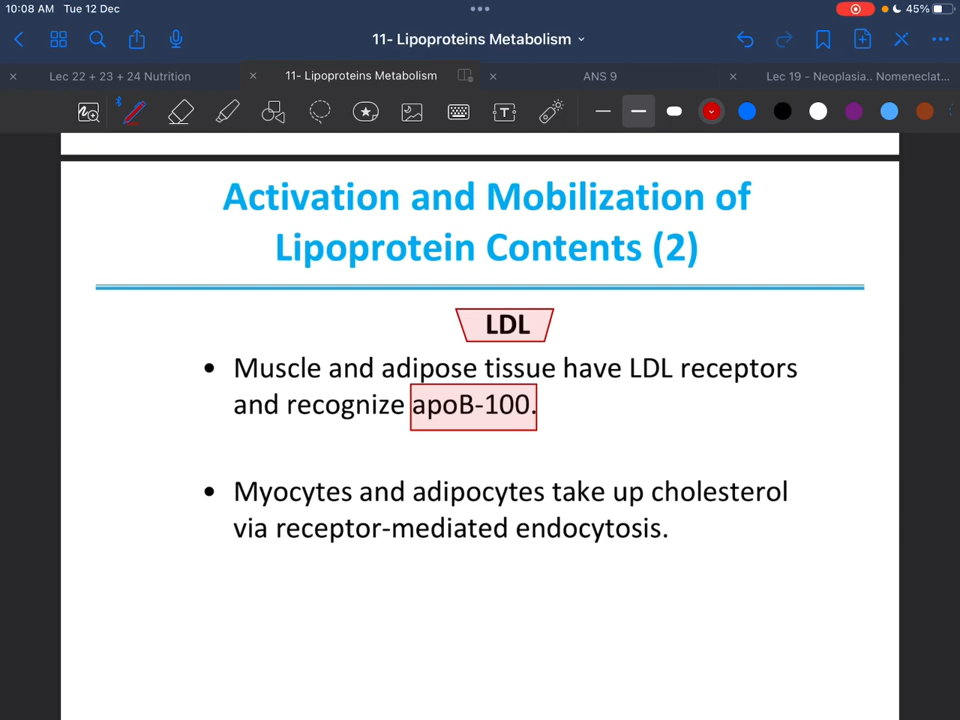 10:08 AM Tue 12 Dec
45%
11- Lipoproteins Metabolism
Lec 22 + 23 + 24 Nutrition
11- Lipoproteins Metabolism
ANS 9
Lec 19 - Neoplasia.. Nomeneclat...
Activation and Mobilization of
Lipoprotein Contents (2)
LDL
• Muscle and adipose tissue have LDL receptors
and recognize apoB-100.
• Myocytes and adipocytes take up cholesterol
via receptor-mediated endocytosis.